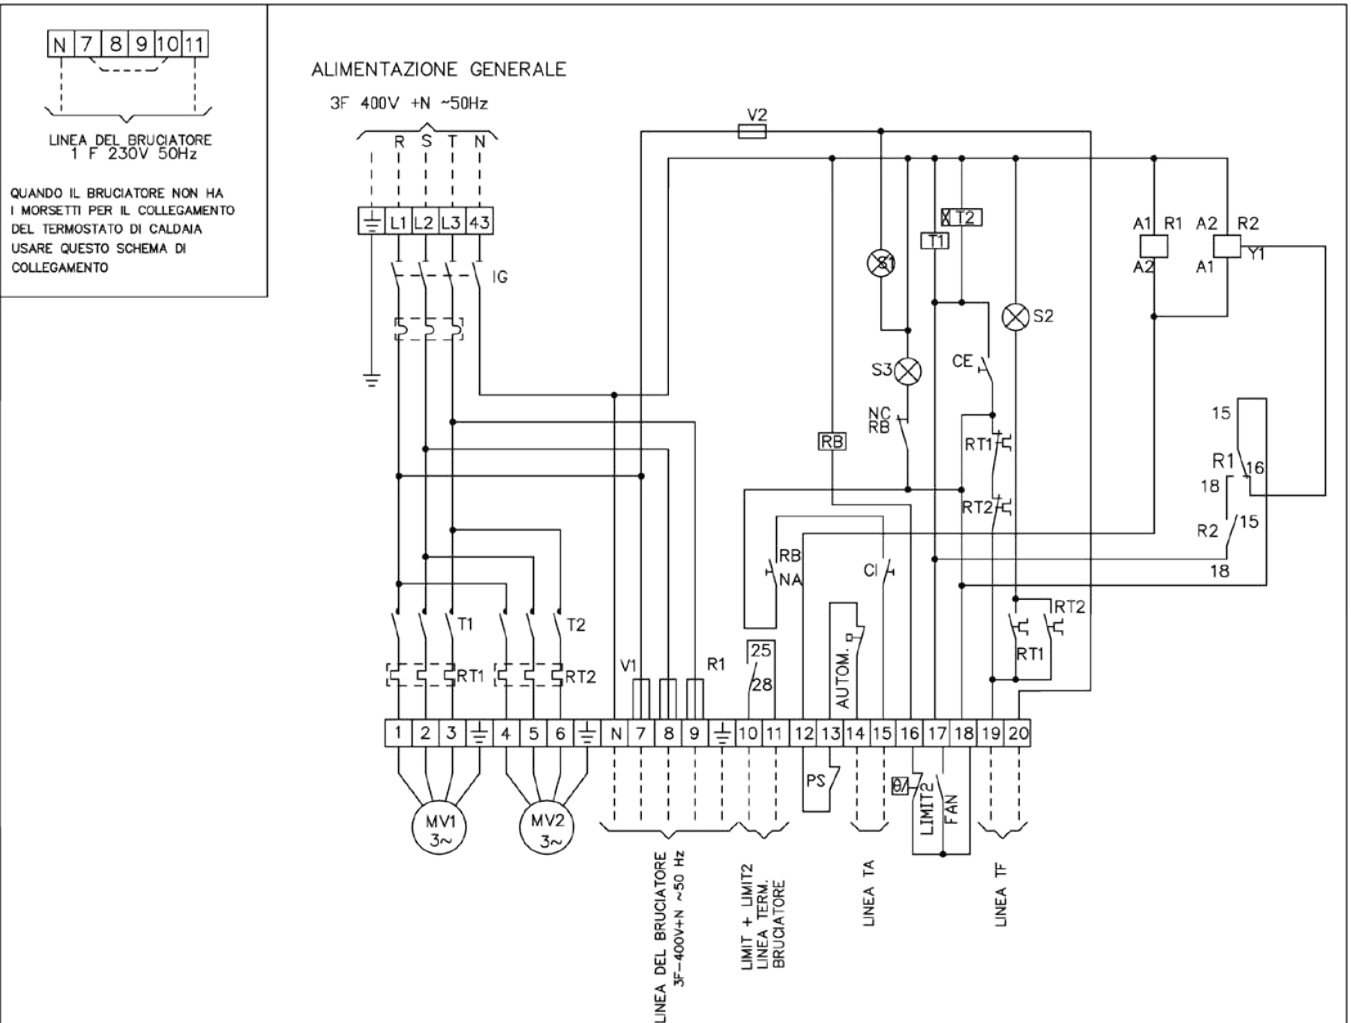 N 7 8 9 10 11
LINEA DEL BRUCIATORE
1 F 230V 50Hz
QUANDO IL BRUCIATORE NON HA
I MORSETTI PER IL COLLEGAMENTO
DEL TERMOSTATO DI CALDAIA
USARE QUESTO SCHEMA DI
COLLEGAMENTO
ALIMENTAZIONE GENERALE
3F 400V +N ~50Hz
R S T N
L1 L2 L3 43
IG
V2
T2
T1
S1
A1 R1 A2 R2
Y1
A2 A1
S2
S3
CE
NC
RB
RB
RT1
RT2
15
R1
16
18
R2
15
18
RB
NA
CI
T1
T2
RT1
RT2
V1
R1
25
28
AUTOM.
RT2
RT1
1 2 3 4 5 6 N 7 8 9 10 11 12 13 14 15 16 17 18 19 20
MV1
3~
MV2
3~
PS
θ/
LIMIT2
FAN
LINEA DEL BRUCIATORE
3F-400V+N ~50 Hz
LIMIT + LIMIT2
LINEA TERM.
BRUCIATORE
LINEA TA
LINEA TF